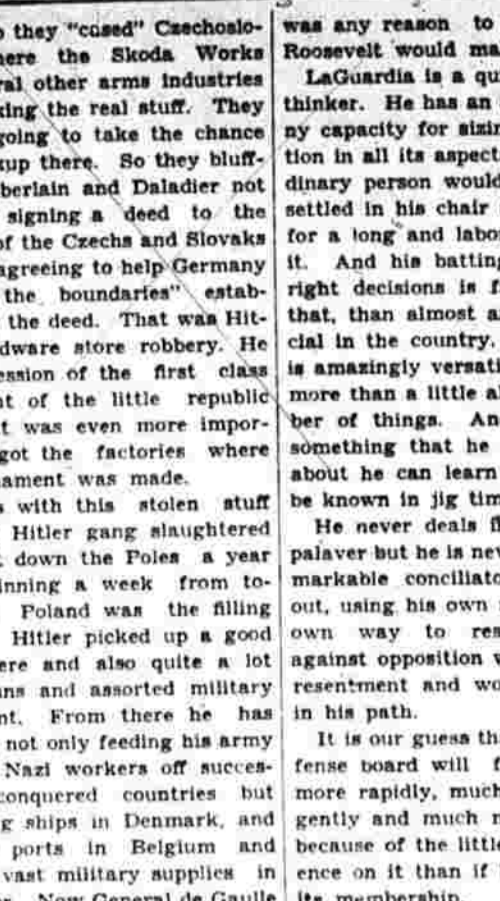 they "cased" Czechoslo-
here the Skoda Works
ral other arms industries
king the real stuff. They
going to take the chance
kup there. So they bluff-
berlain and Daladier not
signing a deed to the
of the Czechs and Slovaks
agreeing to help Germany
the boundaries" estab-
the deed. That was Hit-
dware store robbery. He
ession of the first class
nt of the little republic
t was even more impor-
got the factories where
ament was made.
s with this stolen stuff
Hitler gang slaughtered
down the Poles a year
inning a week from to-
Poland was the filling
Hitler picked up a good
ere and also quite a lot
ans and assorted military
nt. From there he has
not only feeding his army
Nazi workers off succes-
conquered countries but
g ships in Denmark, and
ports in Belgium and
vast military supplies in
Now General de Gaulle
was any reason to
Roosevelt would ma
LaGuardia is a qu
thinker. He has an
ny capacity for sizin
tion in all its aspect
dinary person would
settled in his chair
for a long and labo
it. And his batting
right decisions is f
that, than almost a
cial in the country.
is amazingly versati
more than a little a
ber of things. An
something that he
about he can learn
be known in jig tim
He never deals fl
palaver but he is nev
markable conciliato
out, using his own
own way to res
against opposition w
resentment and wo
in his path.
It is our guess th
fense board will f
more rapidly, much
gently and much m
because of the little
ence on it than if
its membership.